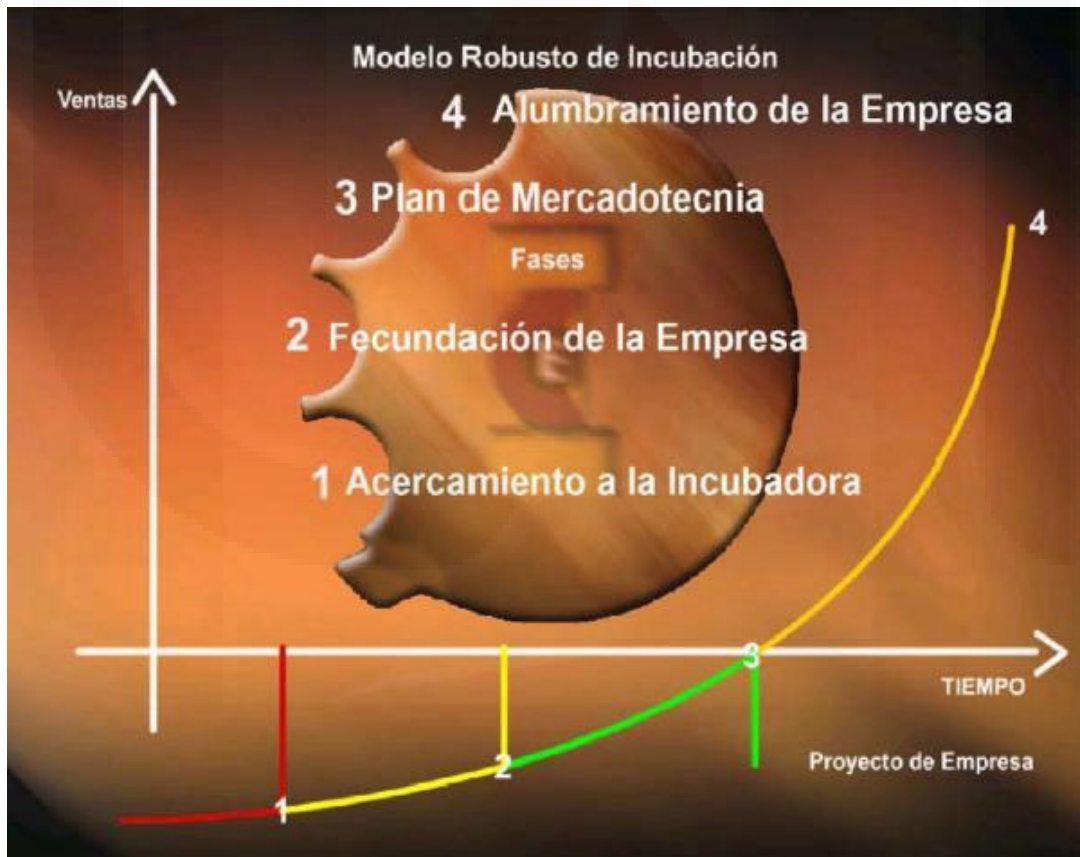 Modelo Robusto de Incubación
Ventas
4 Alumbramiento de la Empresa
3 Plan de Mercadotecnia
4
Fases
2 Fecundación de la Empresa
E
1 Acercamiento a la Incubadora
3
TIEMPO
2
Proyecto de Empresa
1